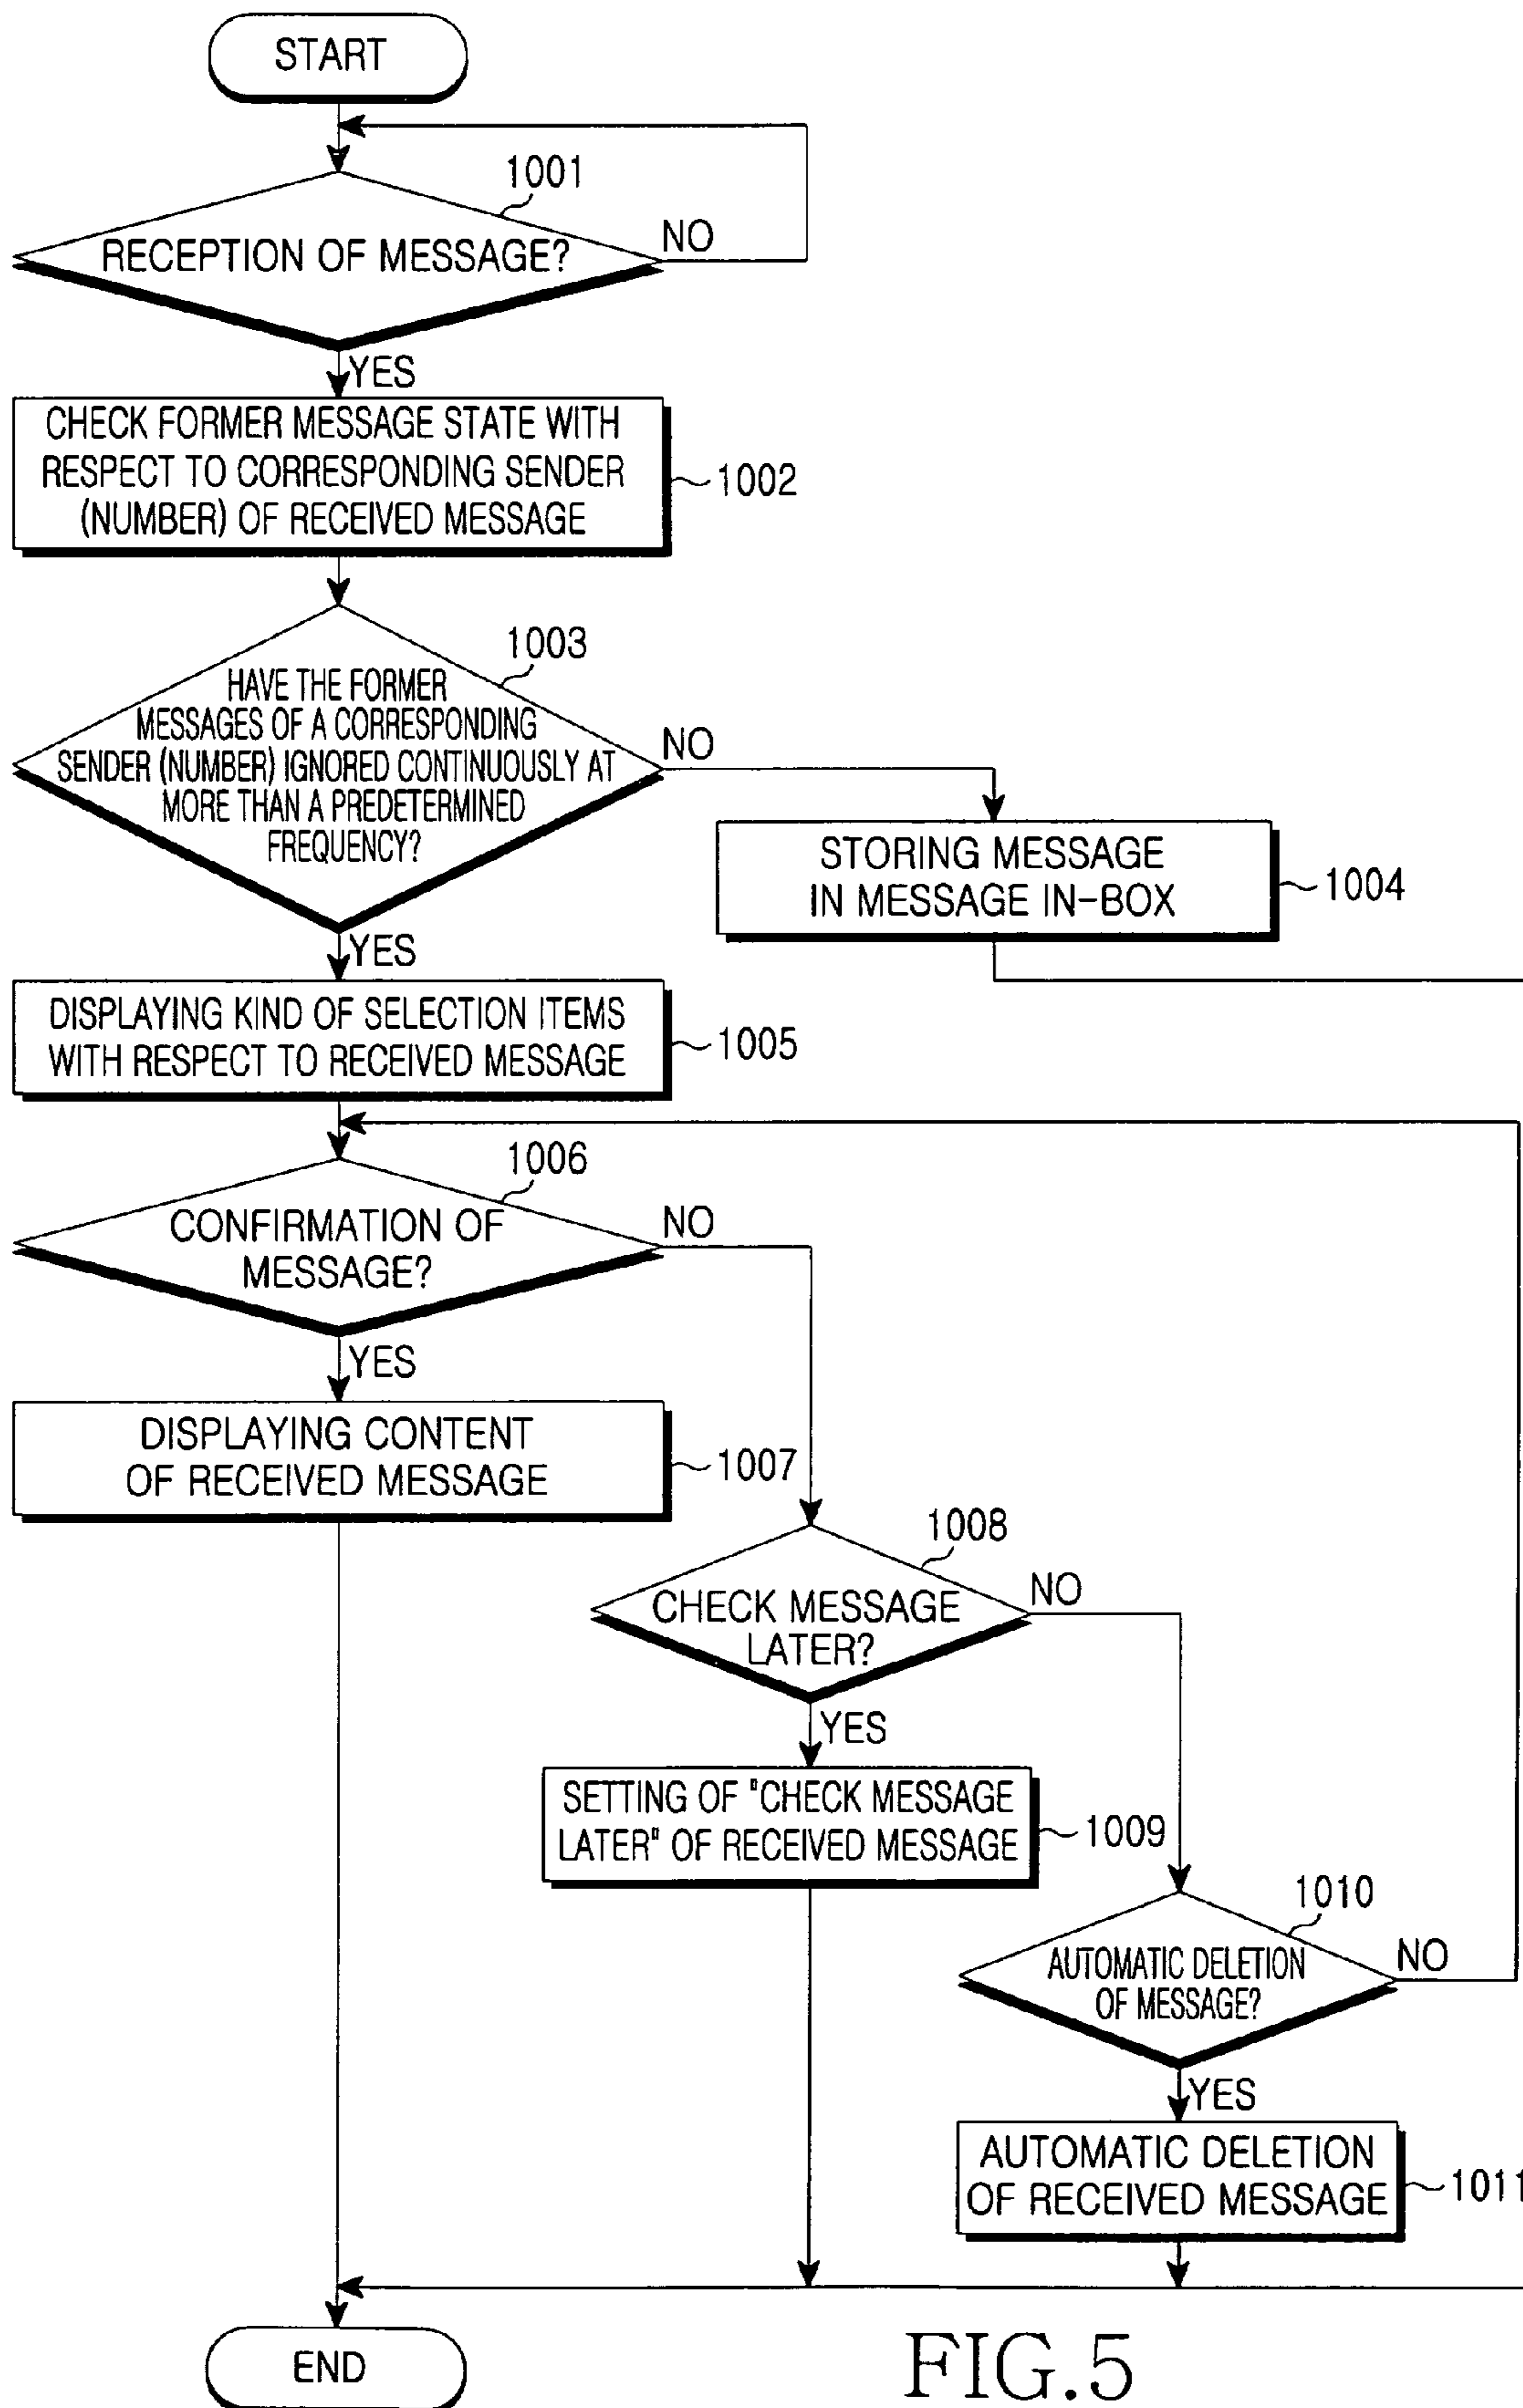 START
1001
RECEPTION OF MESSAGE?
NO
YES
CHECK FORMER MESSAGE STATE WITH
RESPECT TO CORRESPONDING SENDER
(NUMBER) OF RECEIVED MESSAGE
1002
1003
HAVE THE FORMER
MESSAGES OF A CORRESPONDING
SENDER (NUMBER) IGNORED CONTINUOUSLY AT
MORE THAN A PREDETERMINED
FREQUENCY?
NO
YES
STORING MESSAGE
IN MESSAGE IN-BOX
1004
DISPLAYING KIND OF SELECTION ITEMS
WITH RESPECT TO RECEIVED MESSAGE
1005
1006
CONFIRMATION OF
MESSAGE?
NO
YES
DISPLAYING CONTENT
OF RECEIVED MESSAGE
1007
1008
CHECK MESSAGE
LATER?
NO
YES
SETTING OF "CHECK MESSAGE
LATER" OF RECEIVED MESSAGE
1009
1010
AUTOMATIC DELETION
OF MESSAGE?
NO
YES
AUTOMATIC DELETION
OF RECEIVED MESSAGE
1011
END
FIG.5